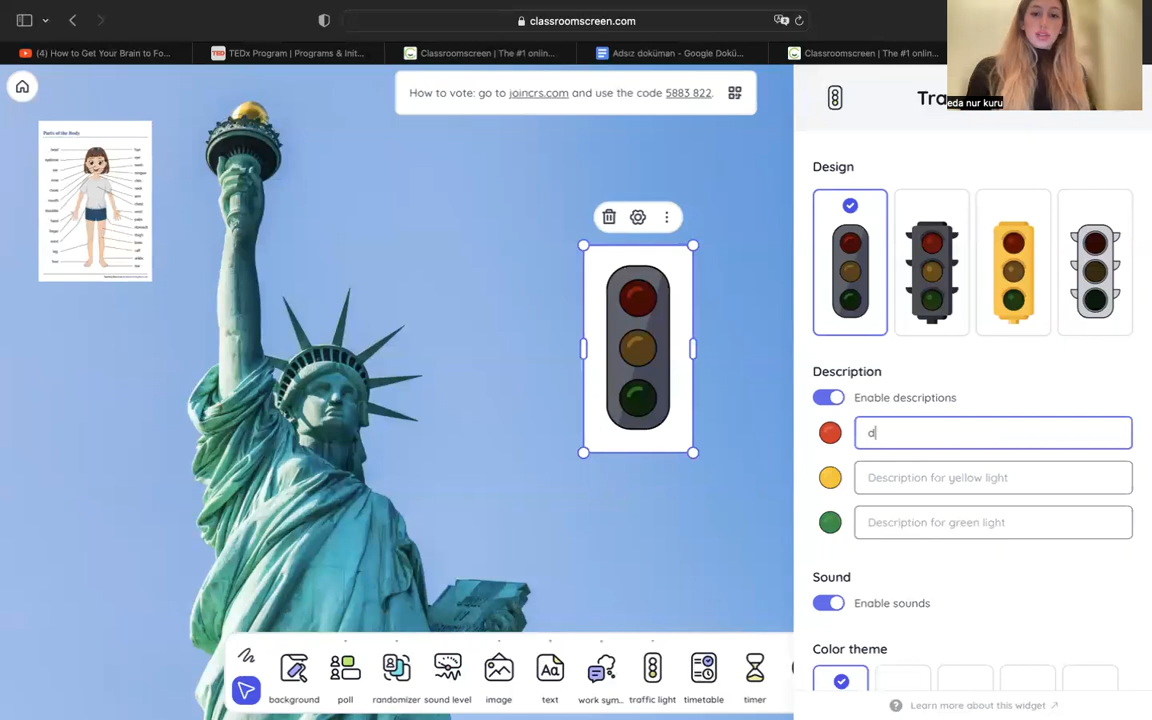 classroomscreen.com
(4) How to Get Your Brain to Fo...
TED
TEDx Program | Programs & Init...
Classroomscreen | The #1 onlin...
Adsız doküman - Google Dokü...
Classroomscreen | The #1 onlin...
eda nur kuru
How to vote: go to joincrs.com and use the code 5883 822.
Parts of the Body
Tra
Design
Description
Enable descriptions
d
Description for yellow light
Description for green light
Sound
Enable sounds
Color theme
Learn more about this widget ↗
Aa
background
poll
randomizer
sound level
image
text
work sym...
traffic light
timetable
timer